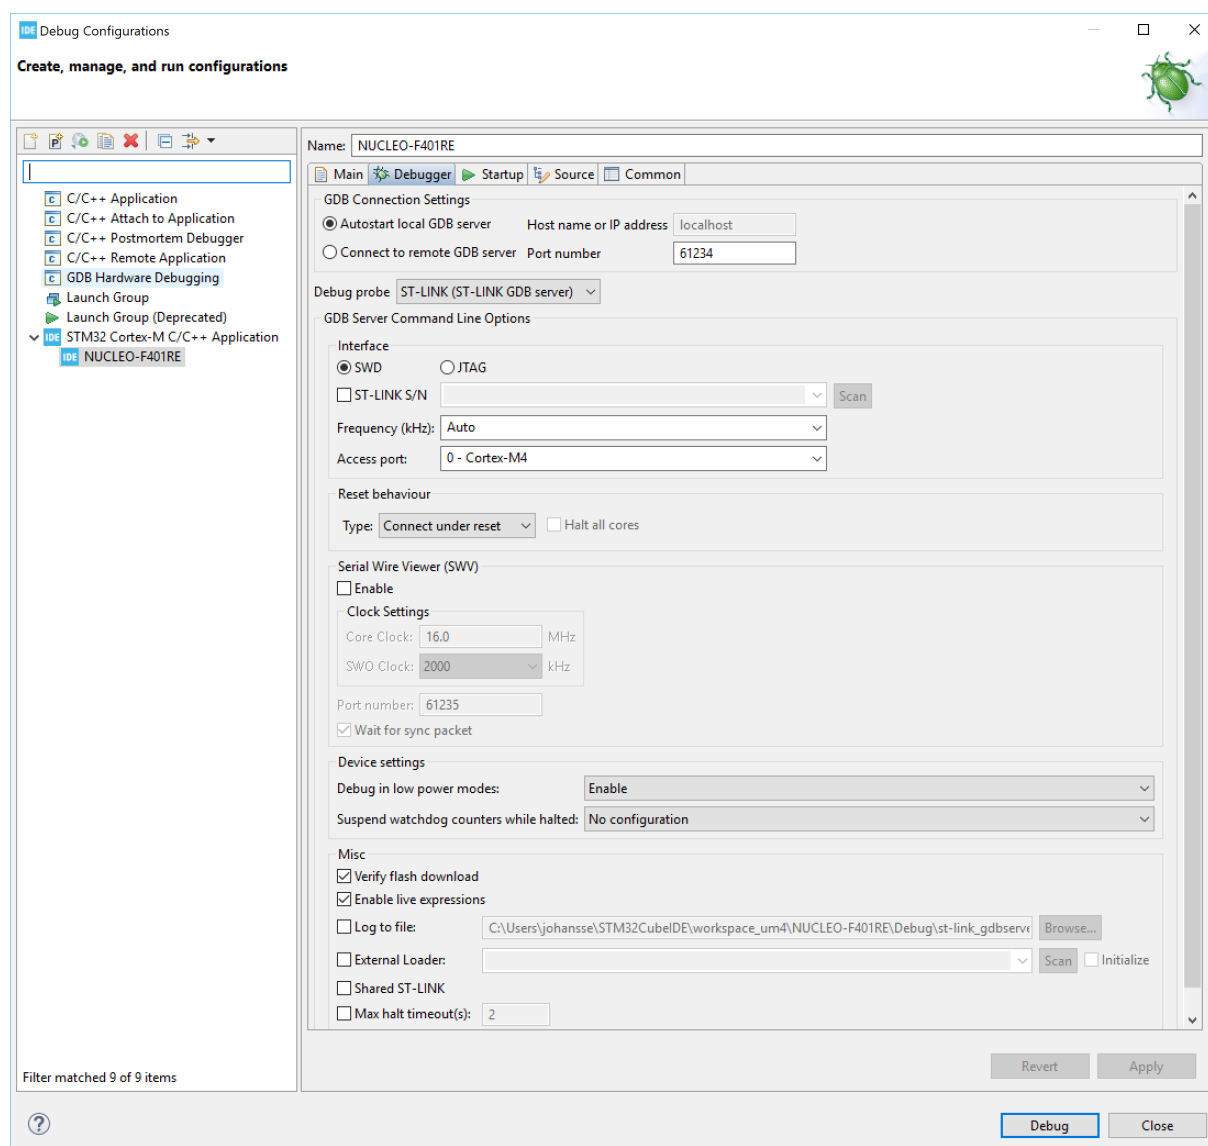 IDE Debug Configurations
Create, manage, and run configurations
Name: NUCLEO-F401RE
Main Debugger Startup Source Common
C/C++ Application
C/C++ Attach to Application
C/C++ Postmortem Debugger
C/C++ Remote Application
GDB Hardware Debugging
Launch Group
Launch Group (Deprecated)
IDE STM32 Cortex-M C/C++ Application
IDE NUCLEO-F401RE
Filter matched 9 of 9 items
GDB Connection Settings
Autostart local GDB server Host name or IP address localhost
Connect to remote GDB server Port number 61234
Debug probe ST-LINK (ST-LINK GDB server)
GDB Server Command Line Options
Interface
SWD JTAG
ST-LINK S/N Scan
Frequency (kHz): Auto
Access port: 0 - Cortex-M4
Reset behaviour
Type: Connect under reset Halt all cores
Serial Wire Viewer (SWV)
Enable
Clock Settings
Core Clock: 16.0 MHz
SWO Clock: 2000 kHz
Port number: 61235
Wait for sync packet
Device settings
Debug in low power modes: Enable
Suspend watchdog counters while halted: No configuration
Misc
Verify flash download
Enable live expressions
Log to file: C:\Users\johansse\STM32CubeIDE\workspace_um4\NUCLEO-F401RE\Debug\st-link_gdbserve Browse...
External Loader: Scan Initialize
Shared ST-LINK
Max halt timeout(s): 2
Revert Apply
? Debug Close